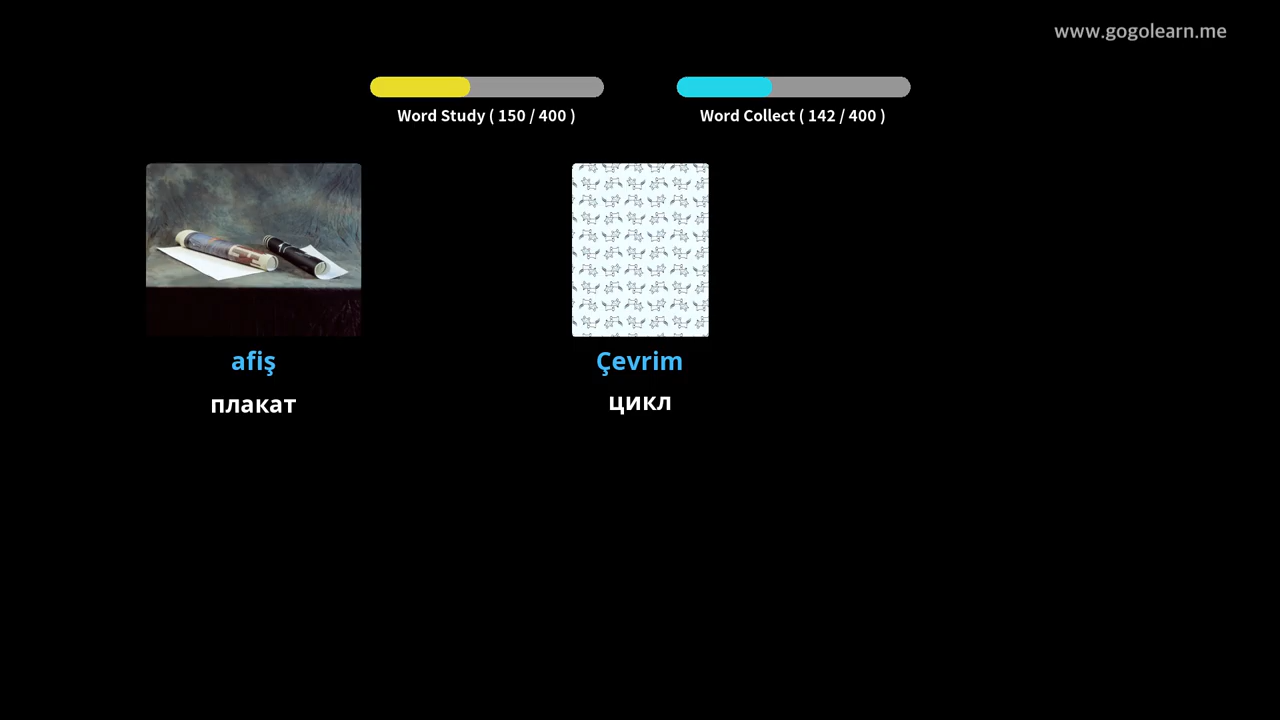 www.gogolearn.me
Word Study ( 150 / 400 )
Word Collect ( 142 / 400 )
afiş
плакат
Çevrim
цикл